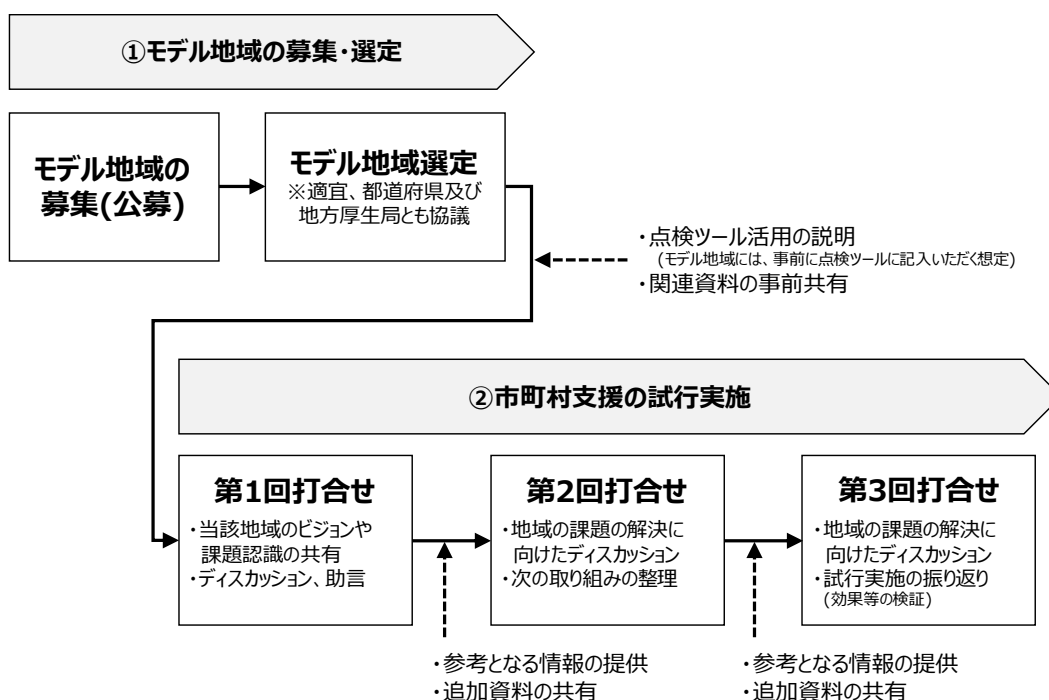 ①モデル地域の募集・選定
モデル地域の
募集(公募)
モデル地域選定
※適宜、都道府県及び
地方厚生局とも協議
・点検ツール活用の説明
(モデル地域には、事前に点検ツールに記入いただく想定)
・関連資料の事前共有
②市町村支援の試行実施
第1回打合せ
・当該地域のビジョンや
課題認識の共有
・ディスカッション、助言
第2回打合せ
・地域の課題の解決に
向けたディスカッション
・次の取り組みの整理
第3回打合せ
・地域の課題の解決に
向けたディスカッション
・試行実施の振り返り
(効果等の検証)
・参考となる情報の提供
・追加資料の共有
・参考となる情報の提供
・追加資料の共有